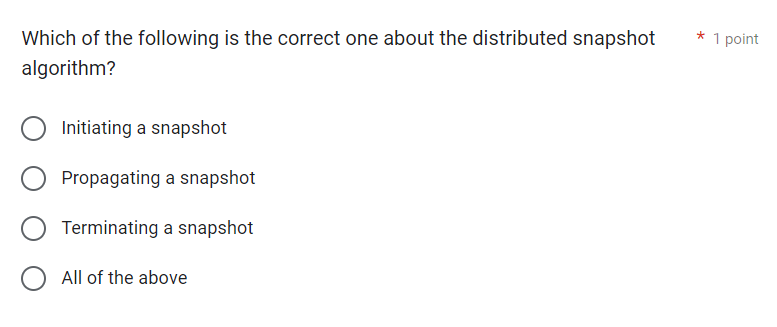 Which of the following is the correct one about the distributed snapshot * 1 point
algorithm?
Initiating a snapshot
Propagating a snapshot
Terminating a snapshot
All of the above